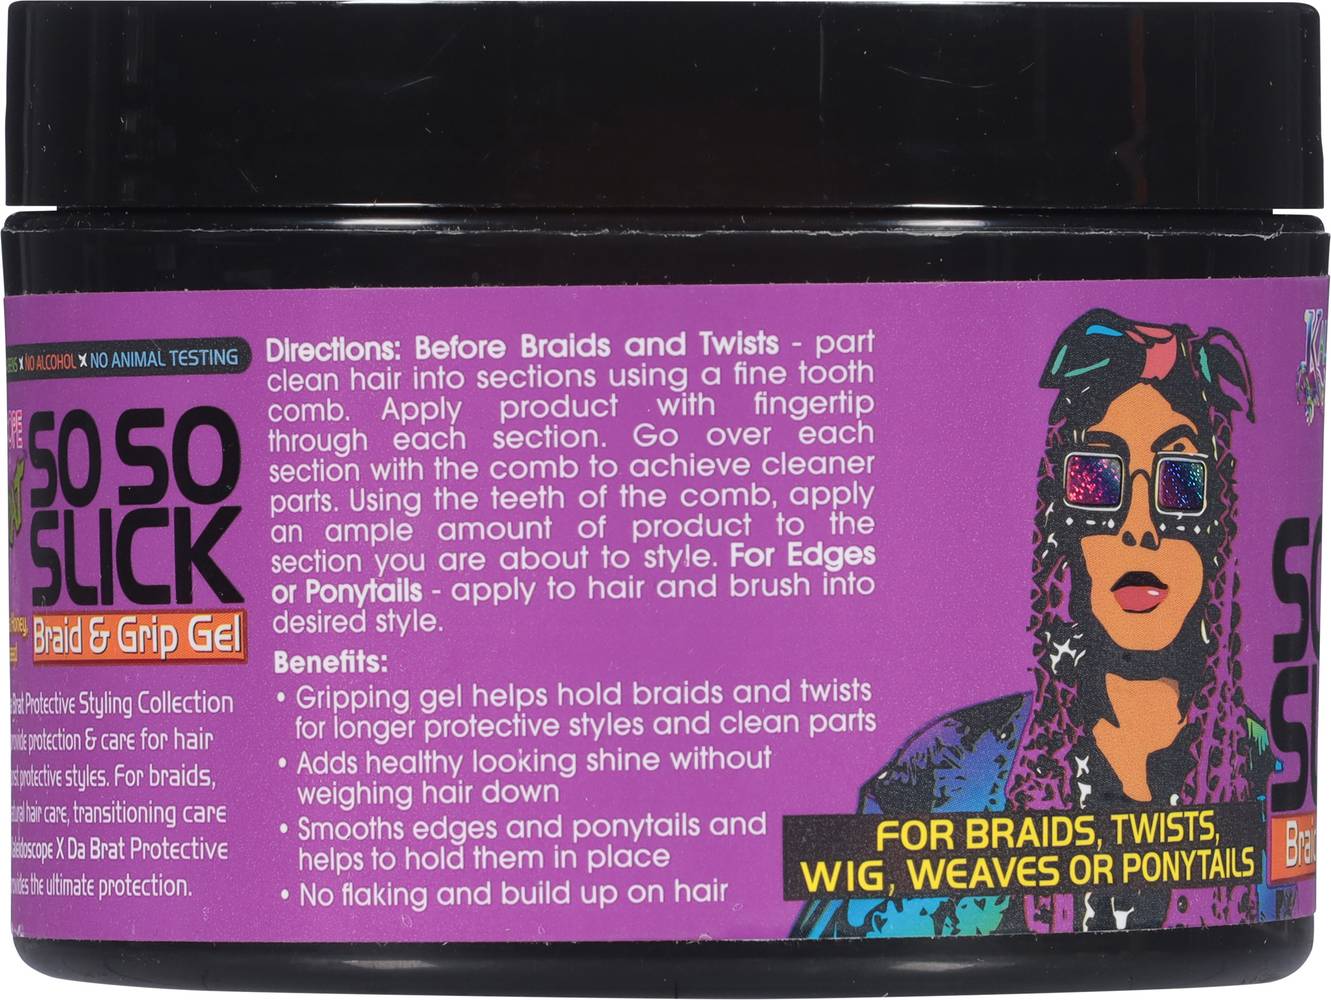 NO ALCOHOL X NO ANIMAL TESTING
SO SO
SLICK
Honey,
Braid & Grip Gel
Brat Protective Styling Collection
protection & care for hair
protective styles. For braids,
hair care, transitioning care
X Da Brat Protective
the ultimate protection.
Directions: Before Braids and Twists - part
clean hair into sections using a fine tooth
comb. Apply product with fingertip
through each section. Go over each
section with the comb to achieve cleaner
parts. Using the teeth of the comb, apply
an ample amount of product to the
section you are about to style. For Edges
or Ponytails - apply to hair and brush into
desired style.
Benefits:
• Gripping gel helps hold braids and twists
for longer protective styles and clean parts
• Adds healthy looking shine without
weighing hair down
• Smooths edges and ponytails and
helps to hold them in place
• No flaking and build up on hair
FOR BRAIDS, TWISTS,
WIG, WEAVES OR PONYTAILS